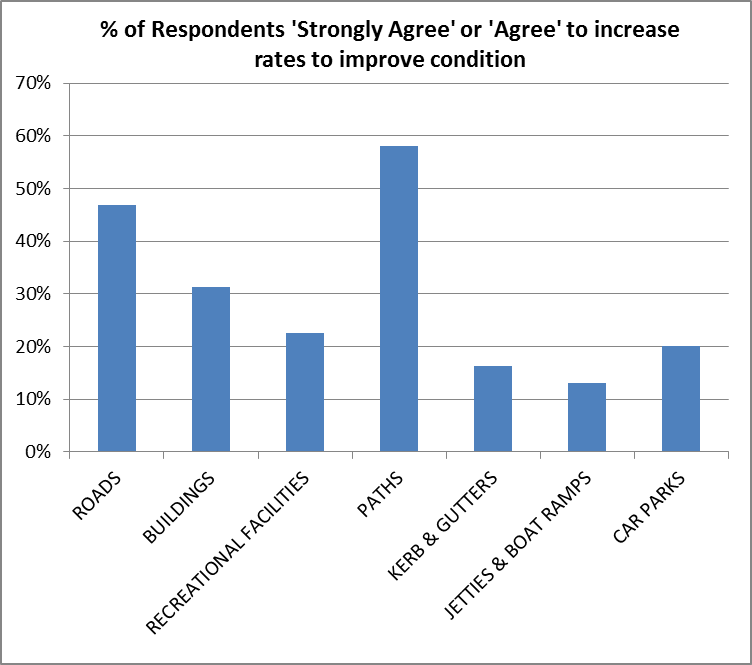 % of Respondents 'Strongly Agree' or 'Agree' to increase
rates to improve condition
70%
60%
50%
40%
30%
20%
10%
0%
ROADS
BUILDINGS
RECREATIONAL FACILITIES
PATHS
KERB & GUTTERS
JETTIES & BOAT RAMPS
CAR PARKS